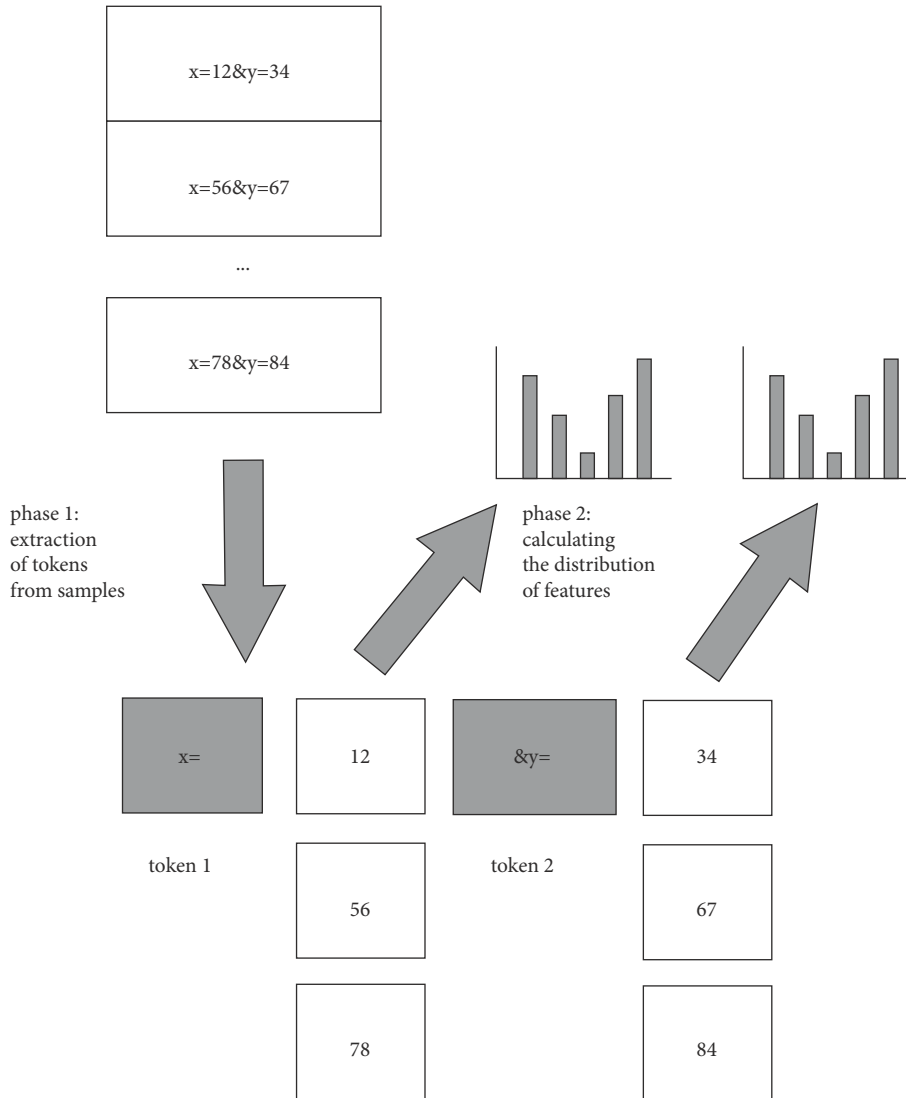 x=12&y=34
x=56&y=67
...
x=78&y=84
phase 1:
extraction
of tokens
from samples
phase 2:
calculating
the distribution
of features
x=
12
&y=
34
token 1
token 2
56
67
78
84